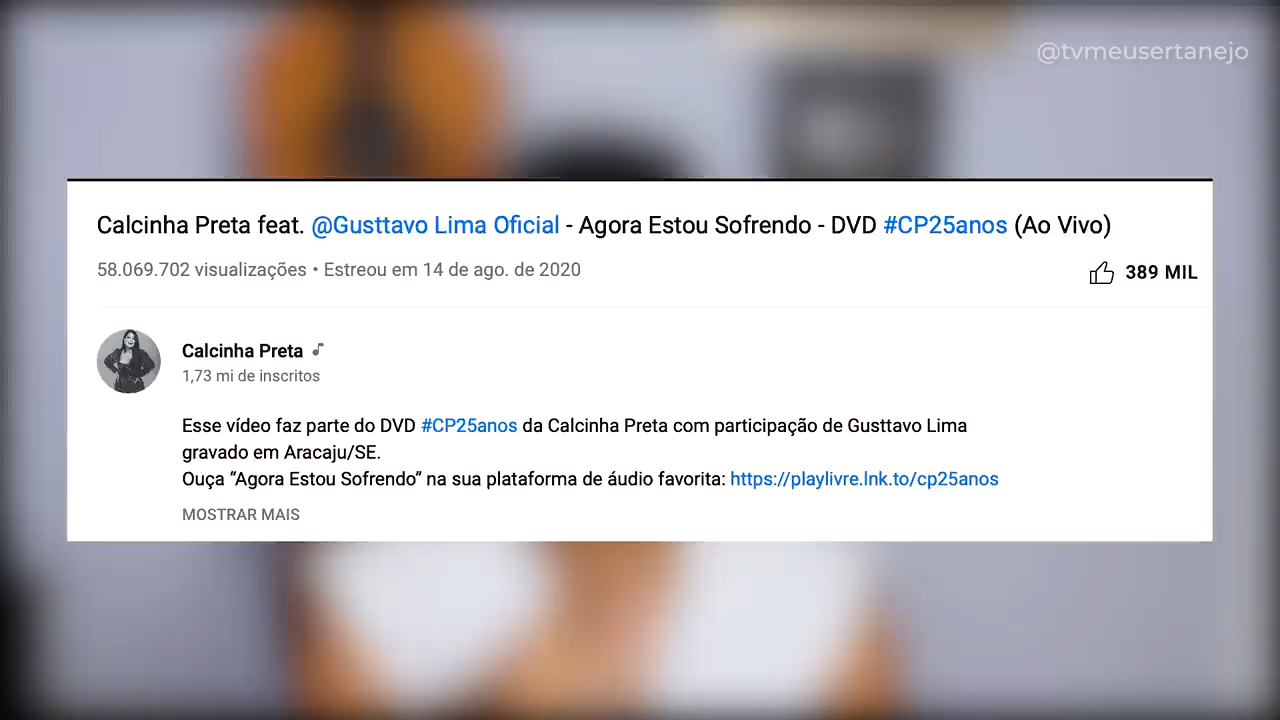 @tvmeusertanejo
Calcinha Preta feat. @Gusttavo Lima Oficial - Agora Estou Sofrendo - DVD #CP25anos (Ao Vivo)
58.069.702 visualizações • Estreou em 14 de ago. de 2020
389 MIL
Calcinha Preta
1,73 mi de inscritos
Esse vídeo faz parte do DVD #CP25anos da Calcinha Preta com participação de Gusttavo Lima
gravado em Aracaju/SE.
Ouça “Agora Estou Sofrendo” na sua plataforma de áudio favorita: https://playlivre.lnk.to/cp25anos
MOSTRAR MAIS